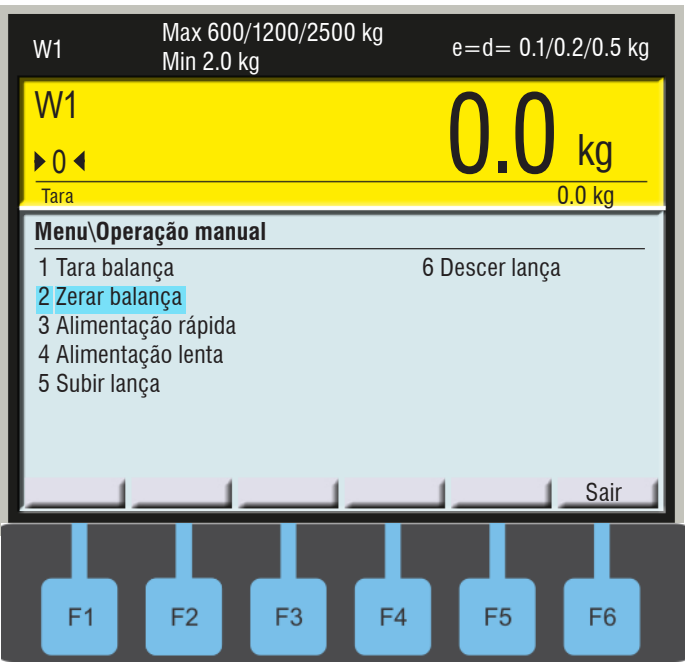 W1
Max 600/1200/2500 kg
Min 2.0 kg
e=d= 0.1/0.2/0.5 kg
W1
0.0 kg
0
Tara
0.0 kg
Menu\Operação manual
1 Tara balança
2 Zerar balança
3 Alimentação rápida
4 Alimentação lenta
5 Subir lança
6 Descer lança
Sair
F1 F2 F3 F4 F5 F6